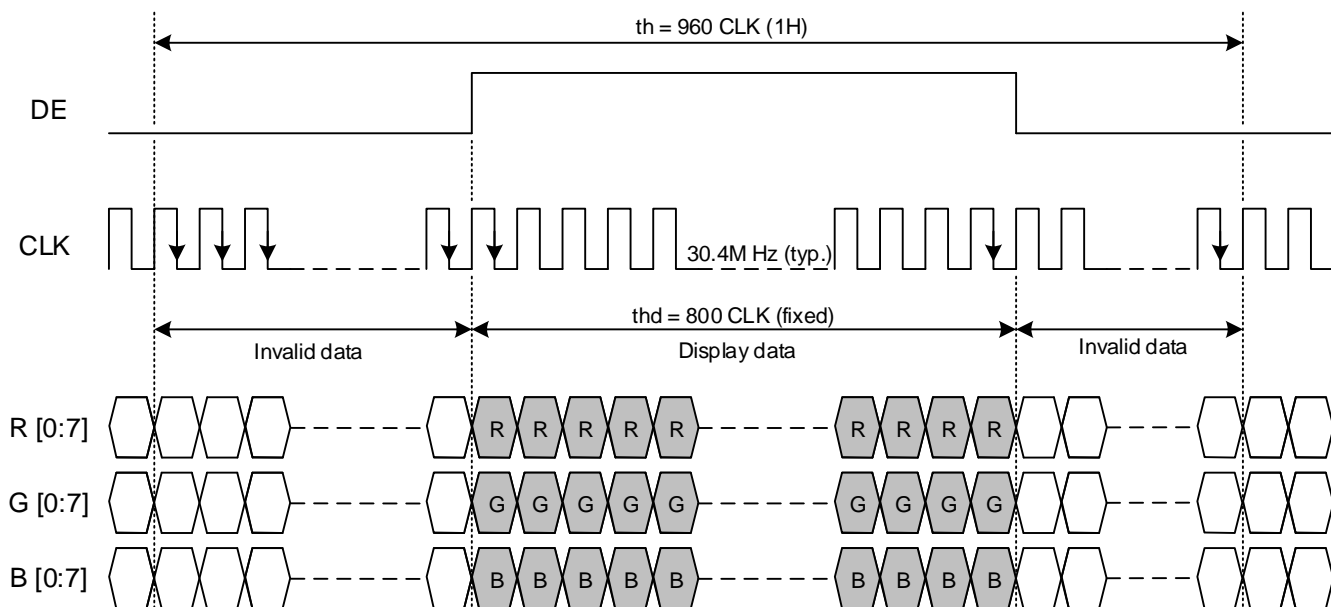 th = 960 CLK (1H)
DE
CLK
30.4M Hz (typ.)
thd = 800 CLK (fixed)
Invalid data
Display data
Invalid data
R [0:7]
R R R R R R R R R
G [0:7]
G G G G G G G G G
B [0:7]
B B B B B B B B B